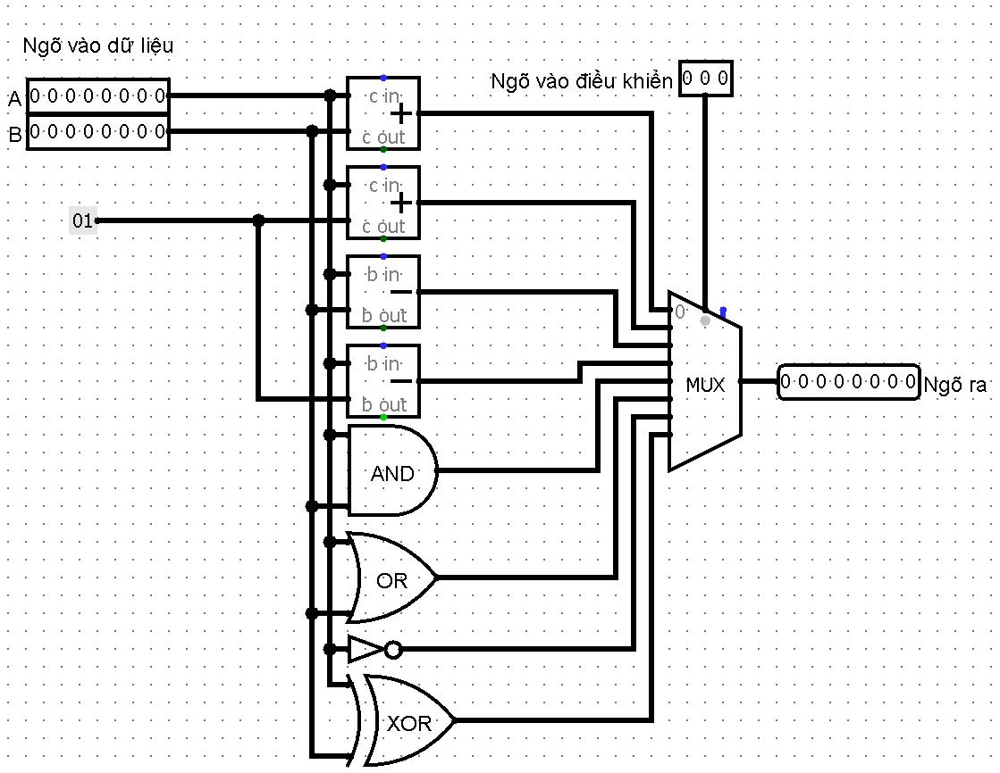 Ngõ vào dữ liệu
A 0 0 0 0 0 0 0 0
B 0 0 0 0 0 0 0 0
01
c in
+
c out
c in
+
c out
b in
−
b out
b in
−
b out
AND
OR
XOR
Ngõ vào điều khiển 0 0 0
0
MUX
0 0 0 0 0 0 0 0 Ngõ ra